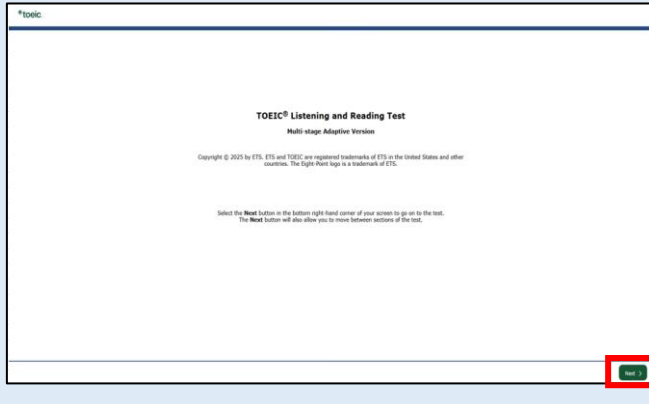 *toeic
TOEIC® Listening and Reading Test
Multi-stage Adaptive Version
Copyright © 2025 by ETS. ETS and TOEIC are registered trademarks of ETS in the United States and other
countries. The Eight-Point logo is a trademark of ETS.
Select the Next button in the bottom right-hand corner of your screen to go on to the test.
The Next button will also allow you to move between sections of the test.
Next >